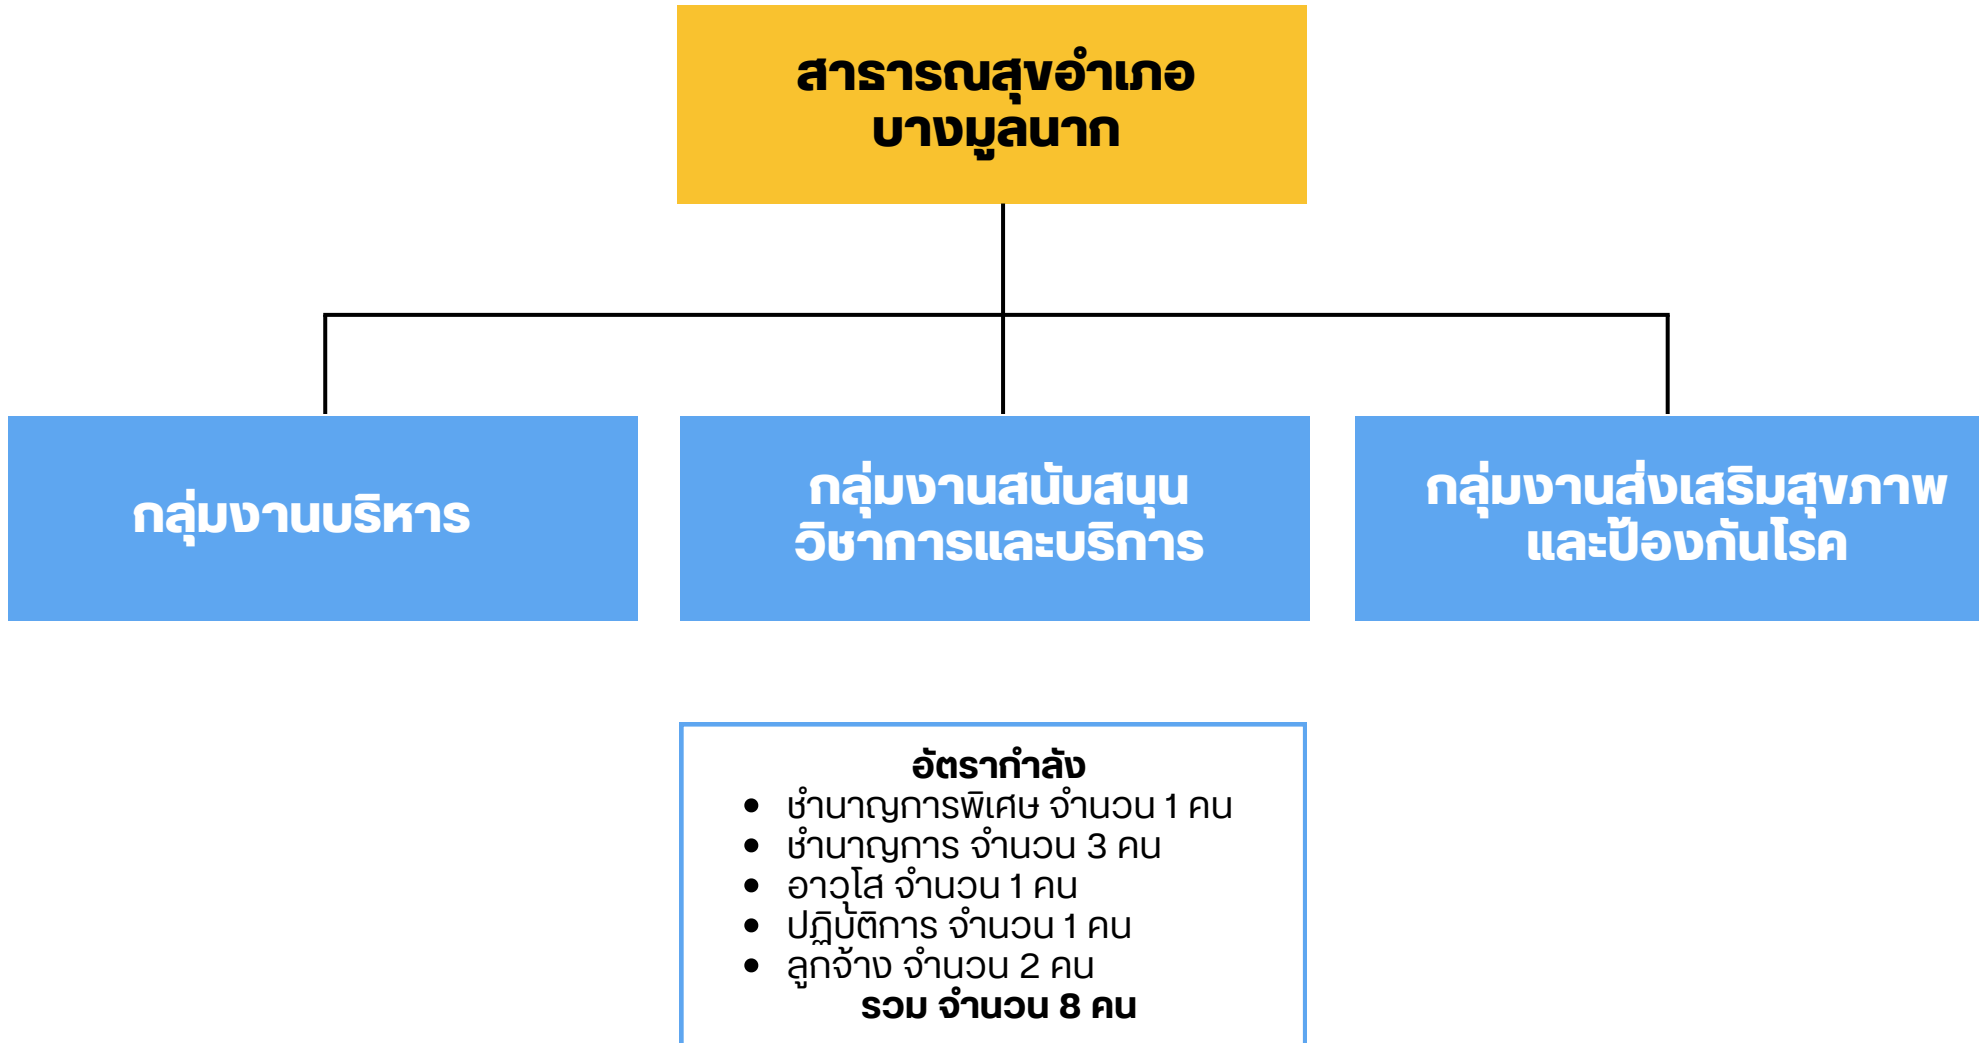 สาธารณสุขอำเภอ
บางมูลนาก
กลุ่มงานบริหาร
กลุ่มงานสนับสนุน
วิชาการและบริการ
กลุ่มงานส่งเสริมสุขภาพ
และป้องกันโรค
อัตรากำลัง
• ชำนาญการพิเศษ จำนวน 1 คน
• ชำนาญการ จำนวน 3 คน
• อาวุโส จำนวน 1 คน
• ปฏิบัติการ จำนวน 1 คน
• ลูกจ้าง จำนวน 2 คน
รวม จำนวน 8 คน